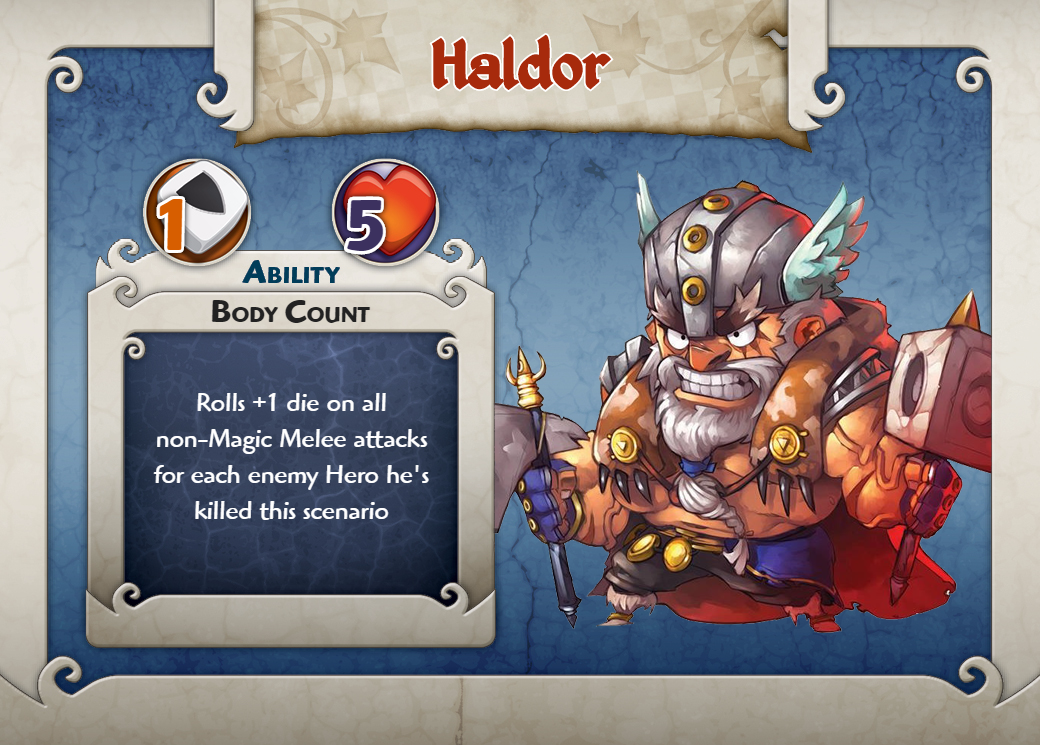 Haldor
1
5
Ability
Body Count
Rolls +1 die on all
non-Magic Melee attacks
for each enemy Hero he's
killed this scenario